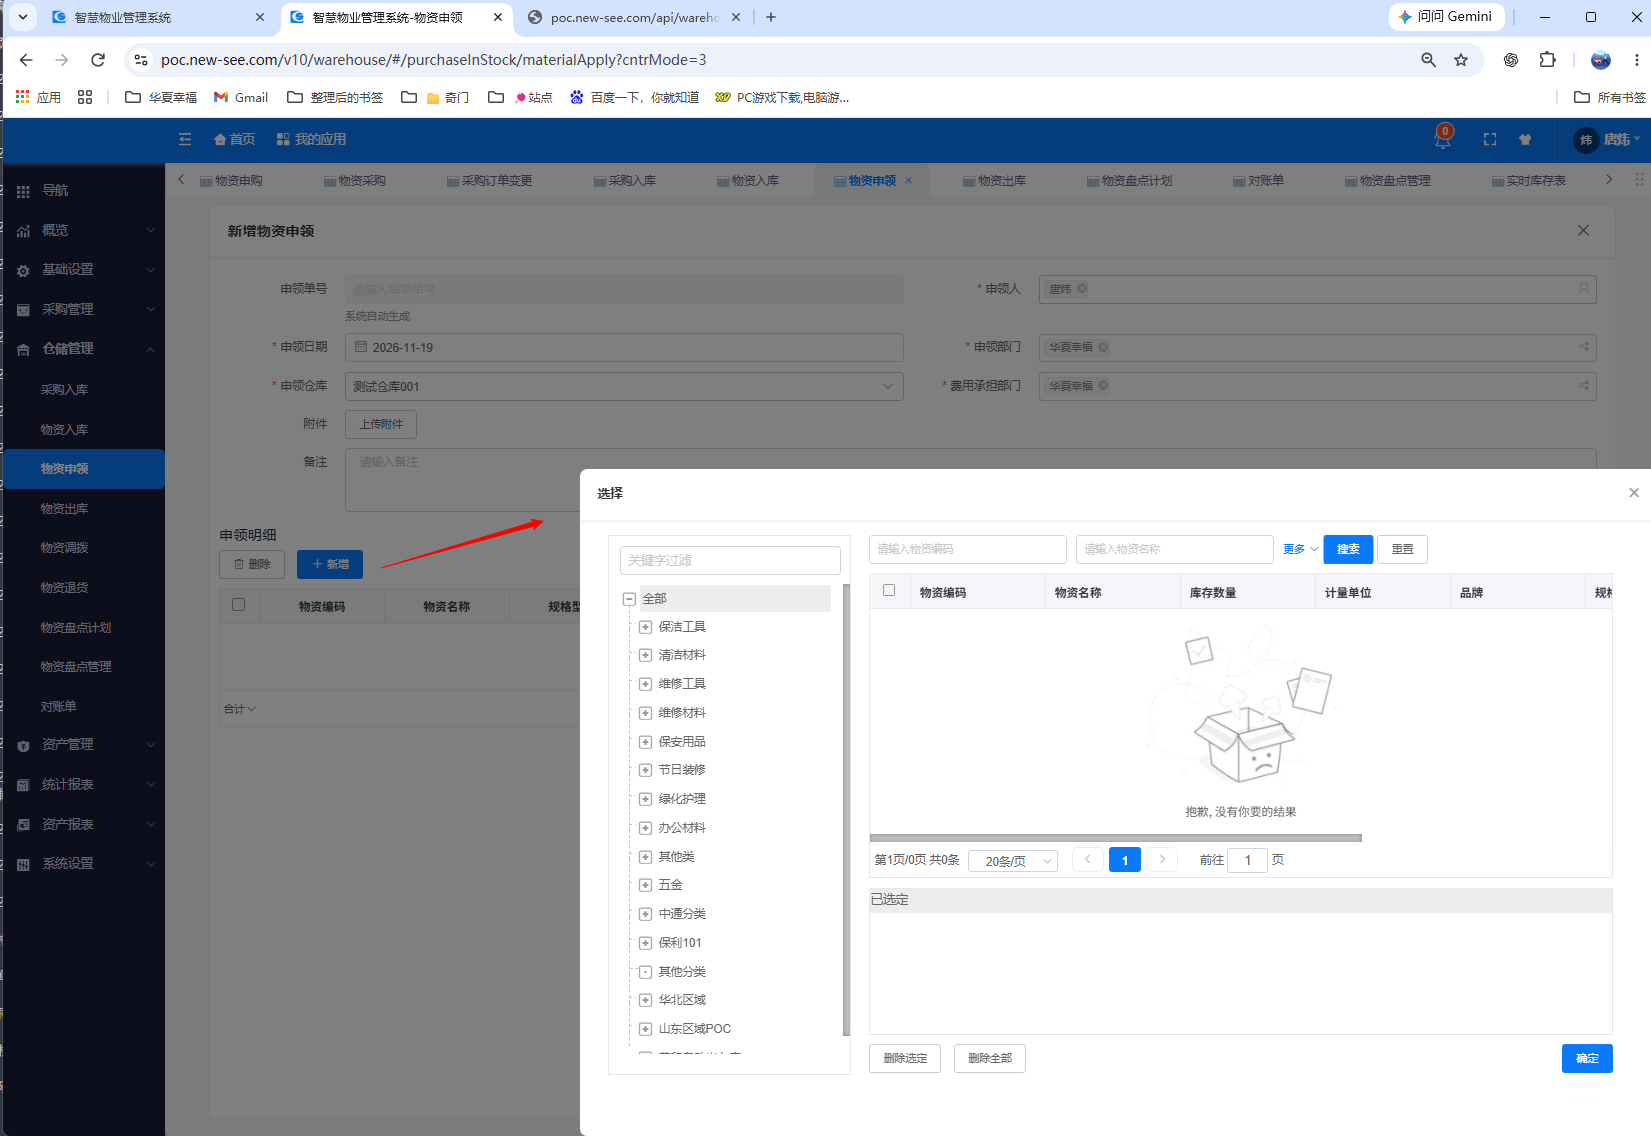 智慧物业管理系统
智慧物业管理系统-物资申领
poc.new-see.com/api/wareho
问问 Gemini
poc.new-see.com/v10/warehouse/#/purchaseInStock/materialApply?cntrMode=3
应用
华夏幸福
Gmail
整理后的书签
奇门
站点
百度一下，你就知道
PC游戏下载,电脑游...
所有书签
首页
我的应用
0
炜
唐炜
导航
概览
基础设置
采购管理
仓储管理
采购入库
物资入库
物资申领
物资出库
物资调拨
物资退货
物资盘点计划
物资盘点管理
对账单
资产管理
统计报表
资产报表
系统设置
物资申购
物资采购
采购订单变更
采购入库
物资入库
物资申领
物资出库
物资盘点计划
对账单
物资盘点管理
实时库存表
新增物资申领
申领单号
请输入申领单号
系统自动生成
* 申领人
唐炜
* 申领日期
2026-11-19
* 申领部门
华夏幸福
* 申领仓库
测试仓库001
* 费用承担部门
华夏幸福
附件
上传附件
备注
请输入备注
申领明细
删除
新增
物资编码
物资名称
规格型
合计
选择
关键字过滤
全部
保洁工具
清洁材料
维修工具
维修材料
保安用品
节日装修
绿化护理
办公材料
其他类
五金
中通分类
保利101
其他分类
华北区域
山东区域POC
请输入物资编码
请输入物资名称
更多
搜索
重置
物资编码
物资名称
库存数量
计量单位
品牌
规格
抱歉, 没有你要的结果
第1页/0页 共0条
20条/页
1
前往
1
页
已选定
删除选定
删除全部
确定